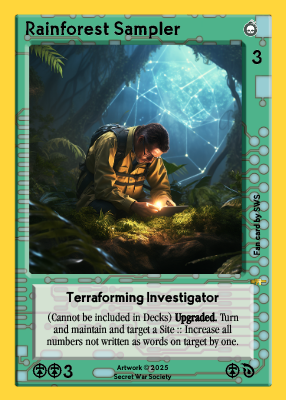 Rainforest Sampler
3
Fan card by SWS
Terraforming Investigator
(Cannot be included in Decks) Upgraded. Turn
and maintain and target a Site :: Increase all
numbers not written as words on target by one.
3
Artwork © 2025
Secret War Society